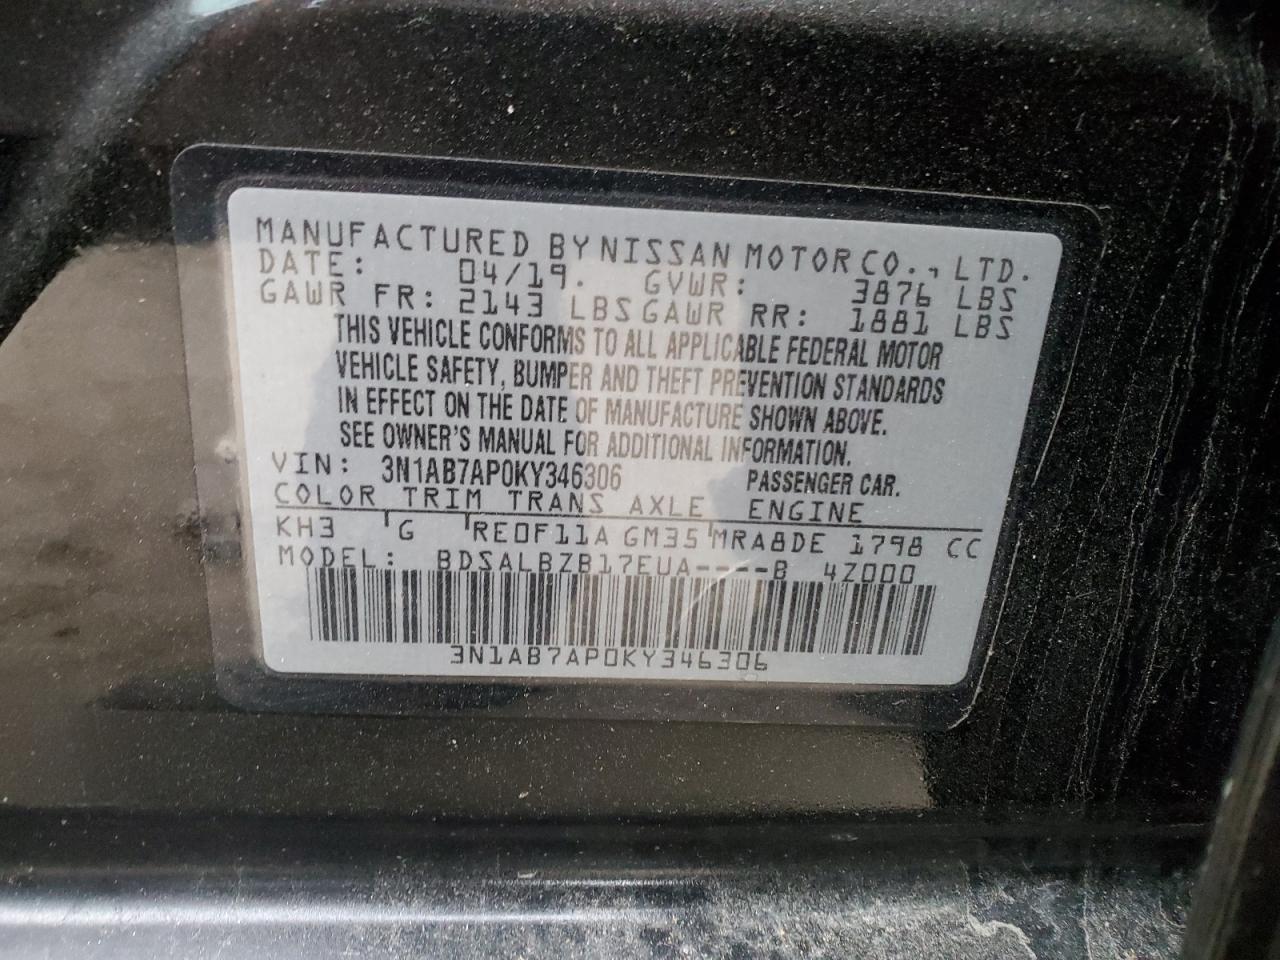 MANUFACTURED BY NISSAN MOTOR CO., LTD.
DATE: 04/19. GVWR: 3876 LBS
GAWR FR: 2143 LBS GAWR RR: 1881 LBS
THIS VEHICLE CONFORMS TO ALL APPLICABLE FEDERAL MOTOR
VEHICLE SAFETY, BUMPER AND THEFT PREVENTION STANDARDS
IN EFFECT ON THE DATE OF MANUFACTURE SHOWN ABOVE.
SEE OWNER'S MANUAL FOR ADDITIONAL INFORMATION.
VIN: 3N1AB7AP0KY346306 PASSENGER CAR.
COLOR TRIM TRANS AXLE ENGINE
KH3 G RE0F11A GM35 MRA8DE 1798 CC
MODEL: BDSALBZB17EUA----B 4Z000
3N1AB7AP0KY346306